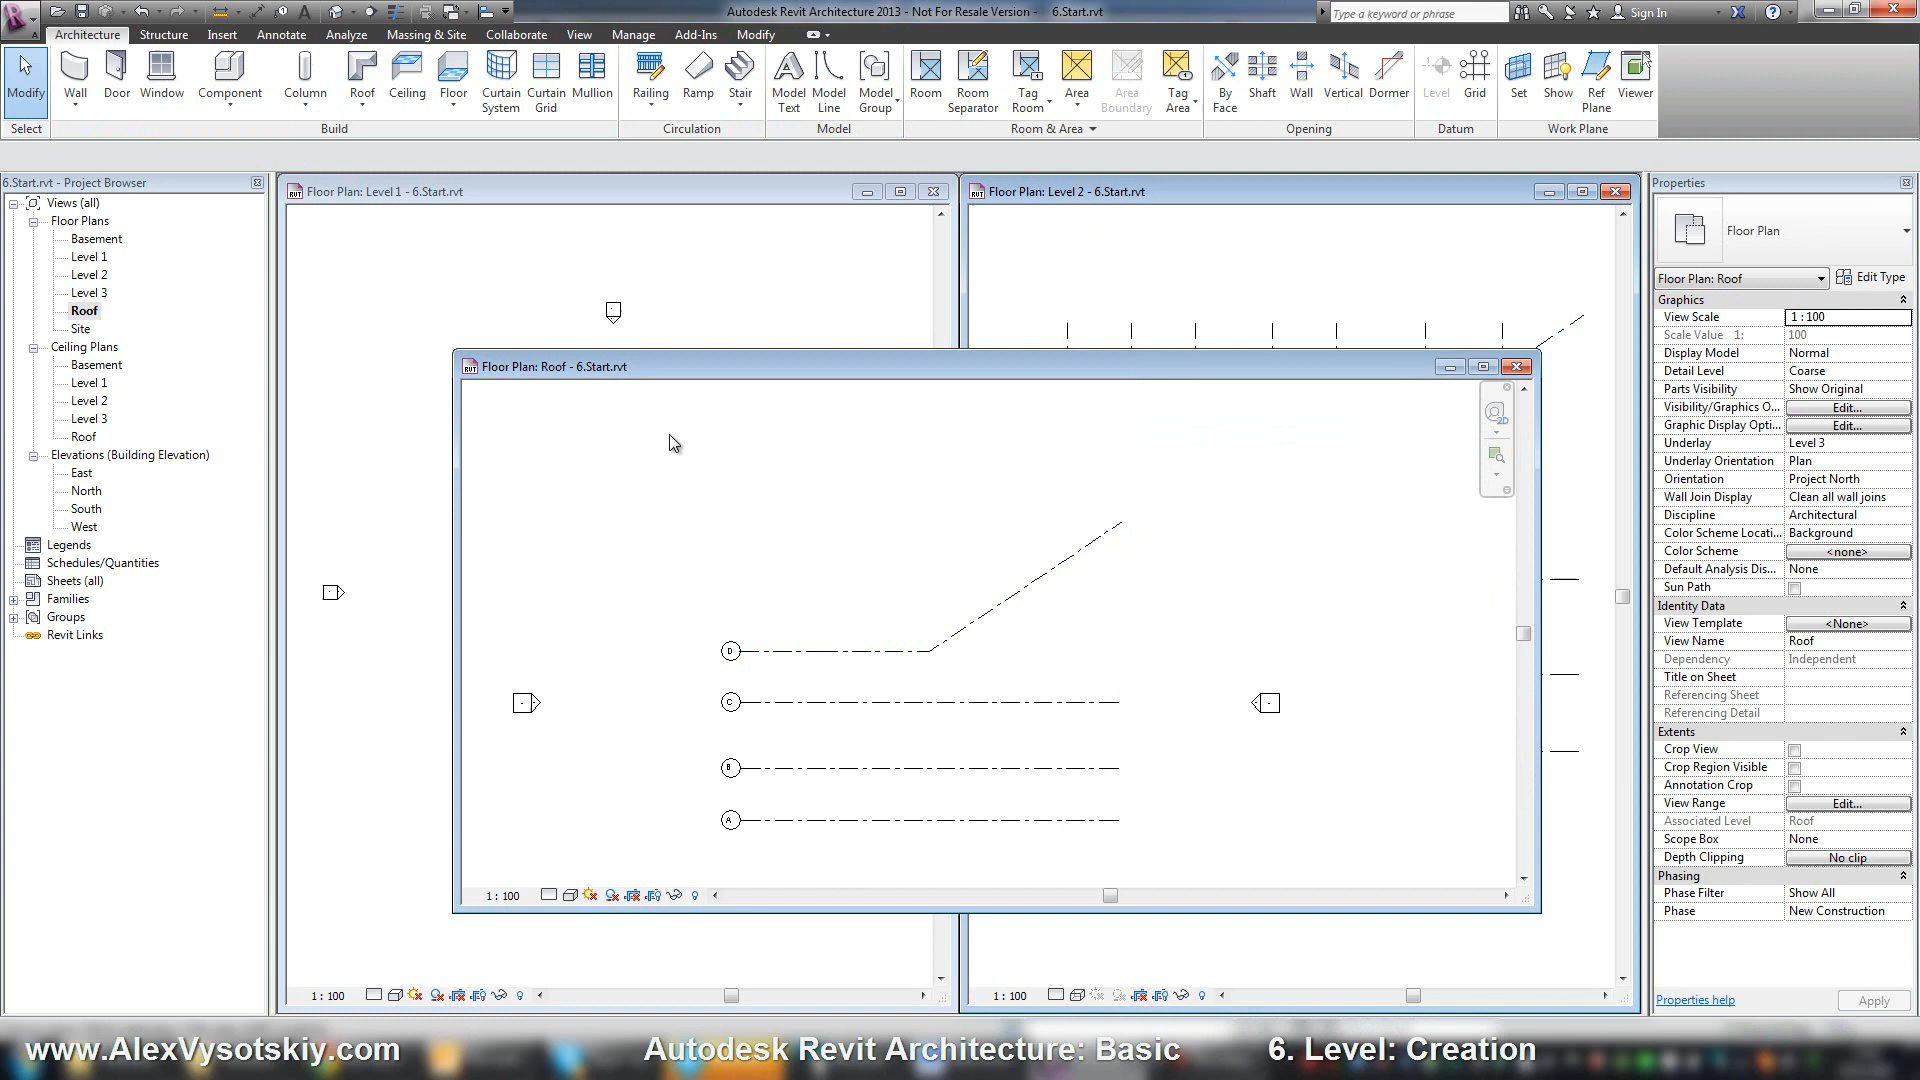 Autodesk Revit Architecture 2013 - Not For Resale Version - 6.Start.rvt
Type a keyword or phrase
Sign In
Architecture Structure Insert Annotate Analyze Massing & Site Collaborate View Manage Add-Ins Modify
Modify Wall Door Window Component Column Roof Ceiling Floor Curtain System Curtain Grid Mullion Railing Ramp Stair Model Text Model Line Model Group Room Room Separator Tag Room Area Area Boundary Tag Area By Face Shaft Wall Vertical Dormer Level Grid Set Show Ref Plane Viewer
Select Build Circulation Model Room & Area Opening Datum Work Plane
6.Start.rvt - Project Browser
Views (all)
Floor Plans
Basement
Level 1
Level 2
Level 3
Roof
Site
Ceiling Plans
Basement
Level 1
Level 2
Level 3
Roof
Elevations (Building Elevation)
East
North
South
West
Legends
Schedules/Quantities
Sheets (all)
Families
Groups
Revit Links
Floor Plan: Level 1 - 6.Start.rvt
1 : 100
Floor Plan: Level 2 - 6.Start.rvt
1 : 100
Floor Plan: Roof - 6.Start.rvt
2D
D
C
B
A
1 : 100
Properties
Floor Plan
Floor Plan: Roof
Edit Type
Graphics
View Scale 1 : 100
Scale Value 1: 100
Display Model Normal
Detail Level Coarse
Parts Visibility Show Original
Visibility/Graphics O... Edit...
Graphic Display Opti... Edit...
Underlay Level 3
Underlay Orientation Plan
Orientation Project North
Wall Join Display Clean all wall joins
Discipline Architectural
Color Scheme Locati... Background
Color Scheme <none>
Default Analysis Dis... None
Sun Path
Identity Data
View Template <None>
View Name Roof
Dependency Independent
Title on Sheet
Referencing Sheet
Referencing Detail
Extents
Crop View
Crop Region Visible
Annotation Crop
View Range Edit...
Associated Level Roof
Scope Box None
Depth Clipping No clip
Phasing
Phase Filter Show All
Phase New Construction
Properties help
Apply
www.AlexVysotskiy.com Autodesk Revit Architecture: Basic 6. Level: Creation